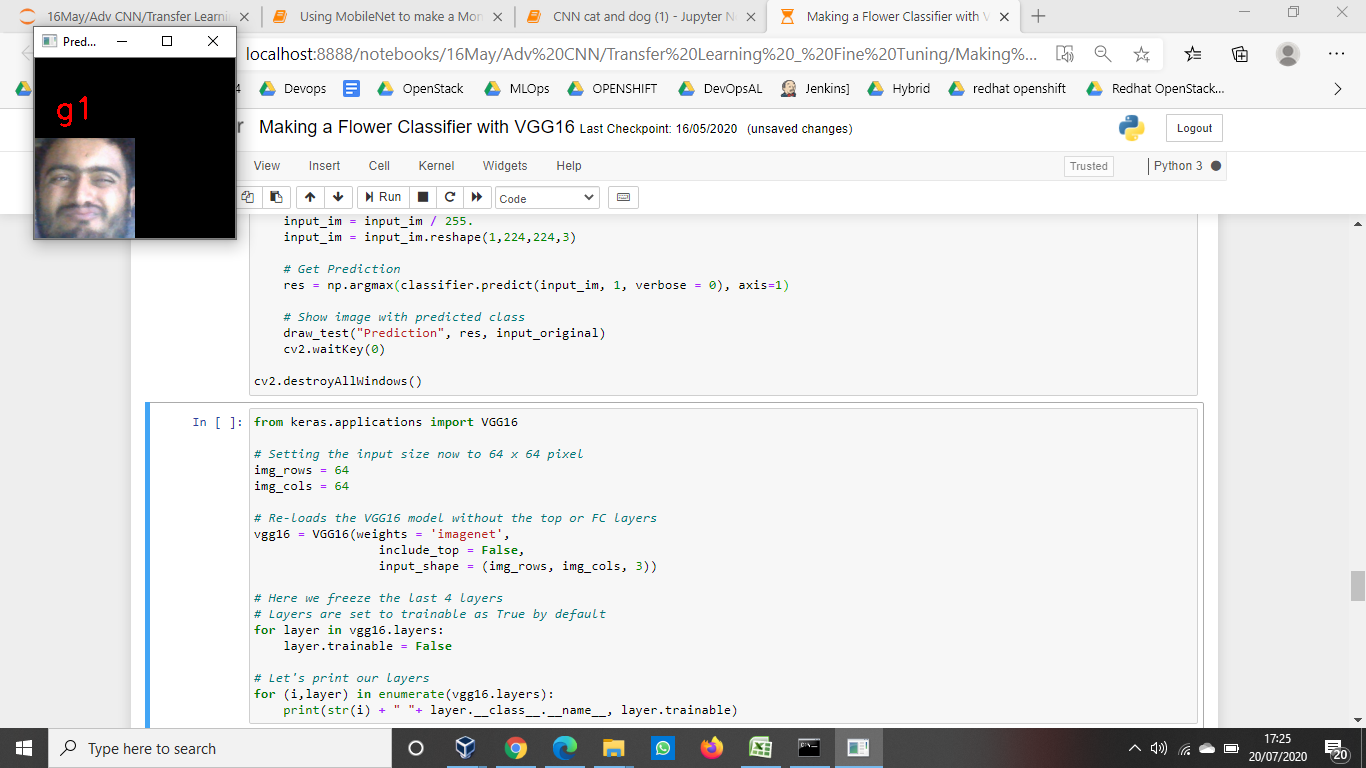 16May/Adv CNN/Transfer Learni
Using MobileNet to make a Mon
CNN cat and dog (1) - Jupyter N
Making a Flower Classifier with V
Pred...
localhost:8888/notebooks/16May/Adv%20CNN/Transfer%20Learning%20_%20Fine%20Tuning/Making%...
4
Devops
OpenStack
MLOps
OPENSHIFT
DevOpsAL
Jenkins]
Hybrid
redhat openshift
Redhat OpenStack...
g1
r
Making a Flower Classifier with VGG16 Last Checkpoint: 16/05/2020 (unsaved changes)
Logout
View Insert Cell Kernel Widgets Help
Trusted
Python 3
Run
Code
input_im = input_im / 255.
input_im = input_im.reshape(1,224,224,3)
# Get Prediction
res = np.argmax(classifier.predict(input_im, 1, verbose = 0), axis=1)
# Show image with predicted class
draw_test("Prediction", res, input_original)
cv2.waitKey(0)
cv2.destroyAllWindows()
In [ ]:
from keras.applications import VGG16
# Setting the input size now to 64 x 64 pixel
img_rows = 64
img_cols = 64
# Re-loads the VGG16 model without the top or FC layers
vgg16 = VGG16(weights = 'imagenet',
include_top = False,
input_shape = (img_rows, img_cols, 3))
# Here we freeze the last 4 layers
# Layers are set to trainable as True by default
for layer in vgg16.layers:
layer.trainable = False
# Let's print our layers
for (i,layer) in enumerate(vgg16.layers):
print(str(i) + " "+ layer.__class__.__name__, layer.trainable)
Type here to search
17:25
20/07/2020
20